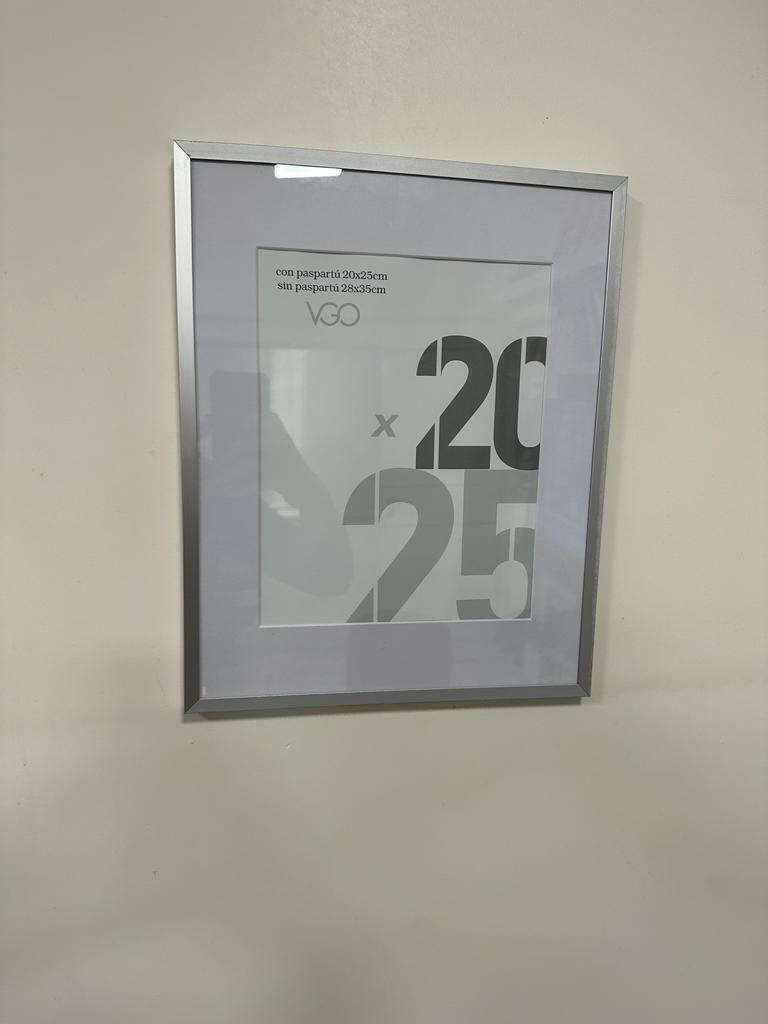 con paspartú 20x25cm
sin paspartú 28x35cm
VGO
20
x
25